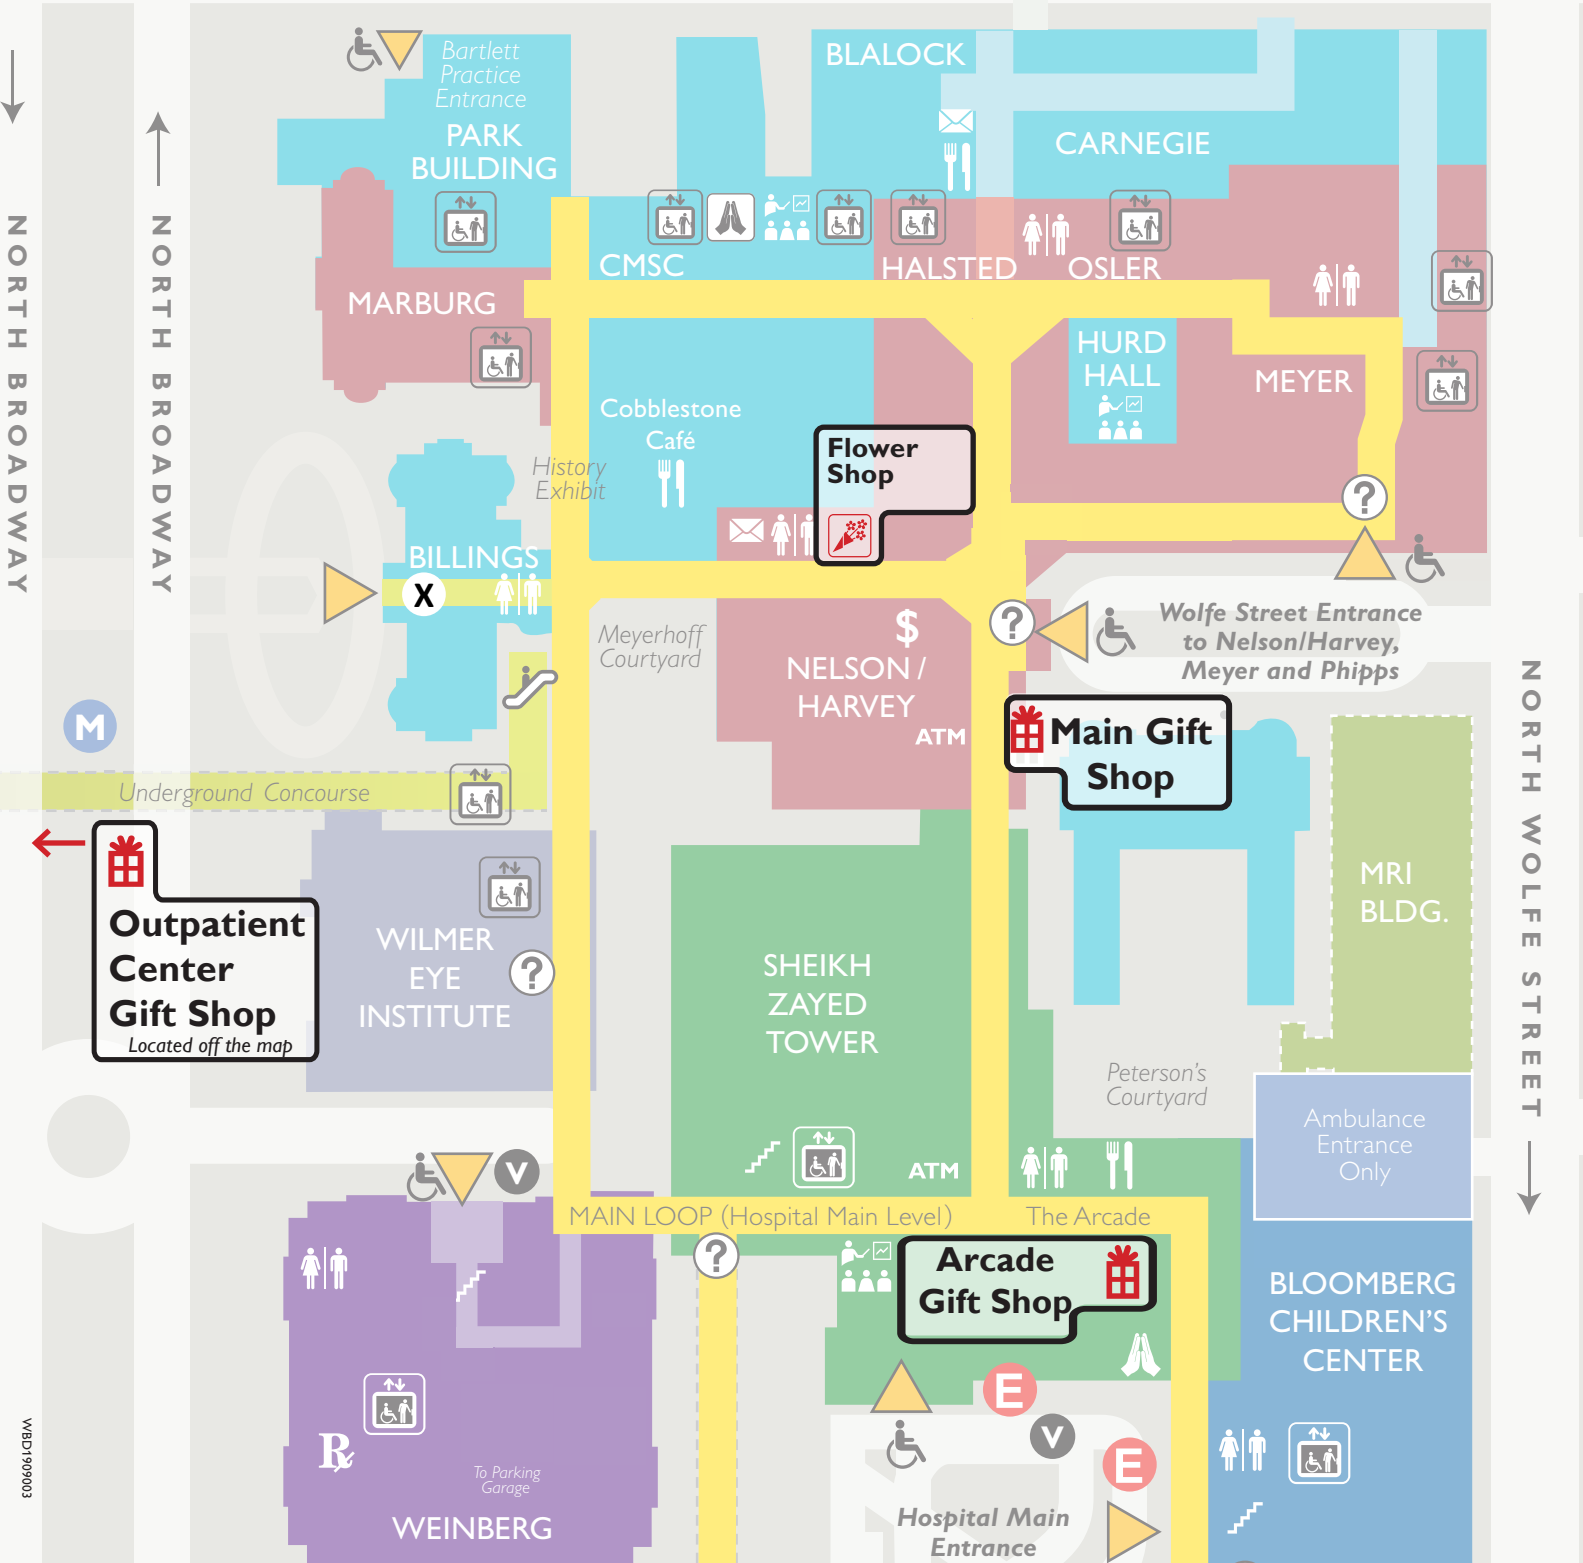 Bartlett
Practice
Entrance
PARK
BUILDING
BLALOCK
CARNEGIE
NORTH BROADWAY
NORTH BROADWAY
MARBURG
CMSC
HALSTED
OSLER
HURD
HALL
MEYER
Cobblestone
Café
Flower
Shop
History
Exhibit
?
BILLINGS
X
Meyerhoff
Courtyard
$
NELSON /
HARVEY
ATM
?
Wolfe Street Entrance
to Nelson/Harvey,
Meyer and Phipps
M
Main Gift
Shop
NORTH WOLFE STREET
Underground Concourse
Outpatient
Center
Gift Shop
Located off the map
WILMER
EYE
INSTITUTE
?
SHEIKH
ZAYED
TOWER
MRI
BLDG.
Peterson's
Courtyard
Ambulance
Entrance
Only
V
ATM
MAIN LOOP (Hospital Main Level)
The Arcade
?
Arcade
Gift Shop
BLOOMBERG
CHILDREN'S
CENTER
E
V
E
Rx
To Parking
Garage
WEINBERG
Hospital Main
Entrance
WBD1909003